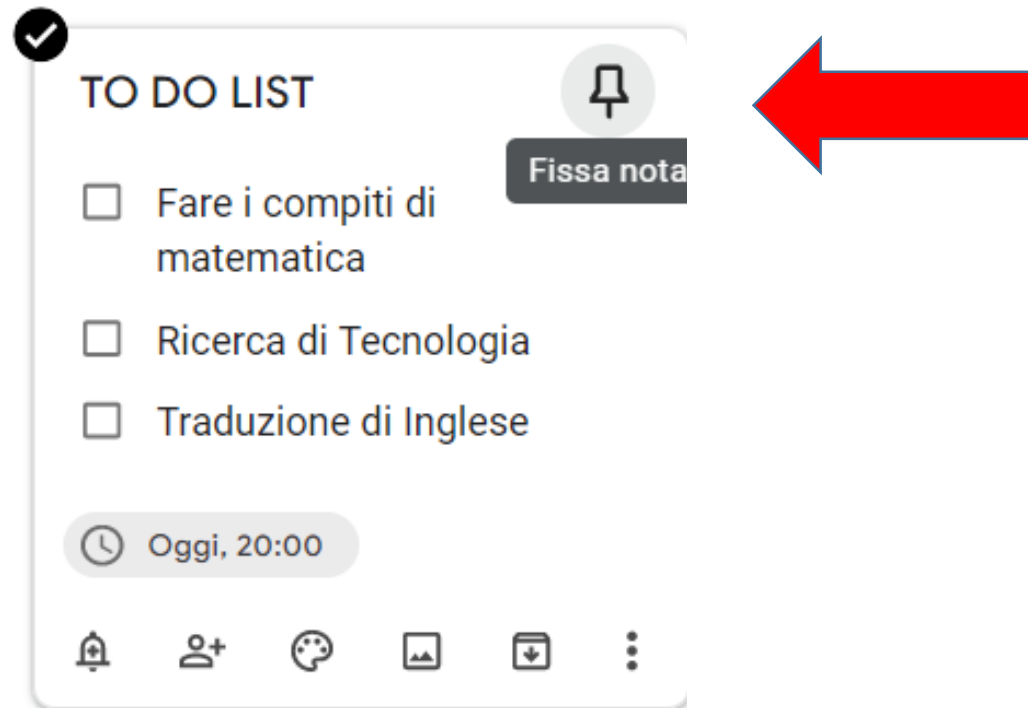 TO DO LIST
Fissa nota
Fare i compiti di
matematica
Ricerca di Tecnologia
Traduzione di Inglese
Oggi, 20:00